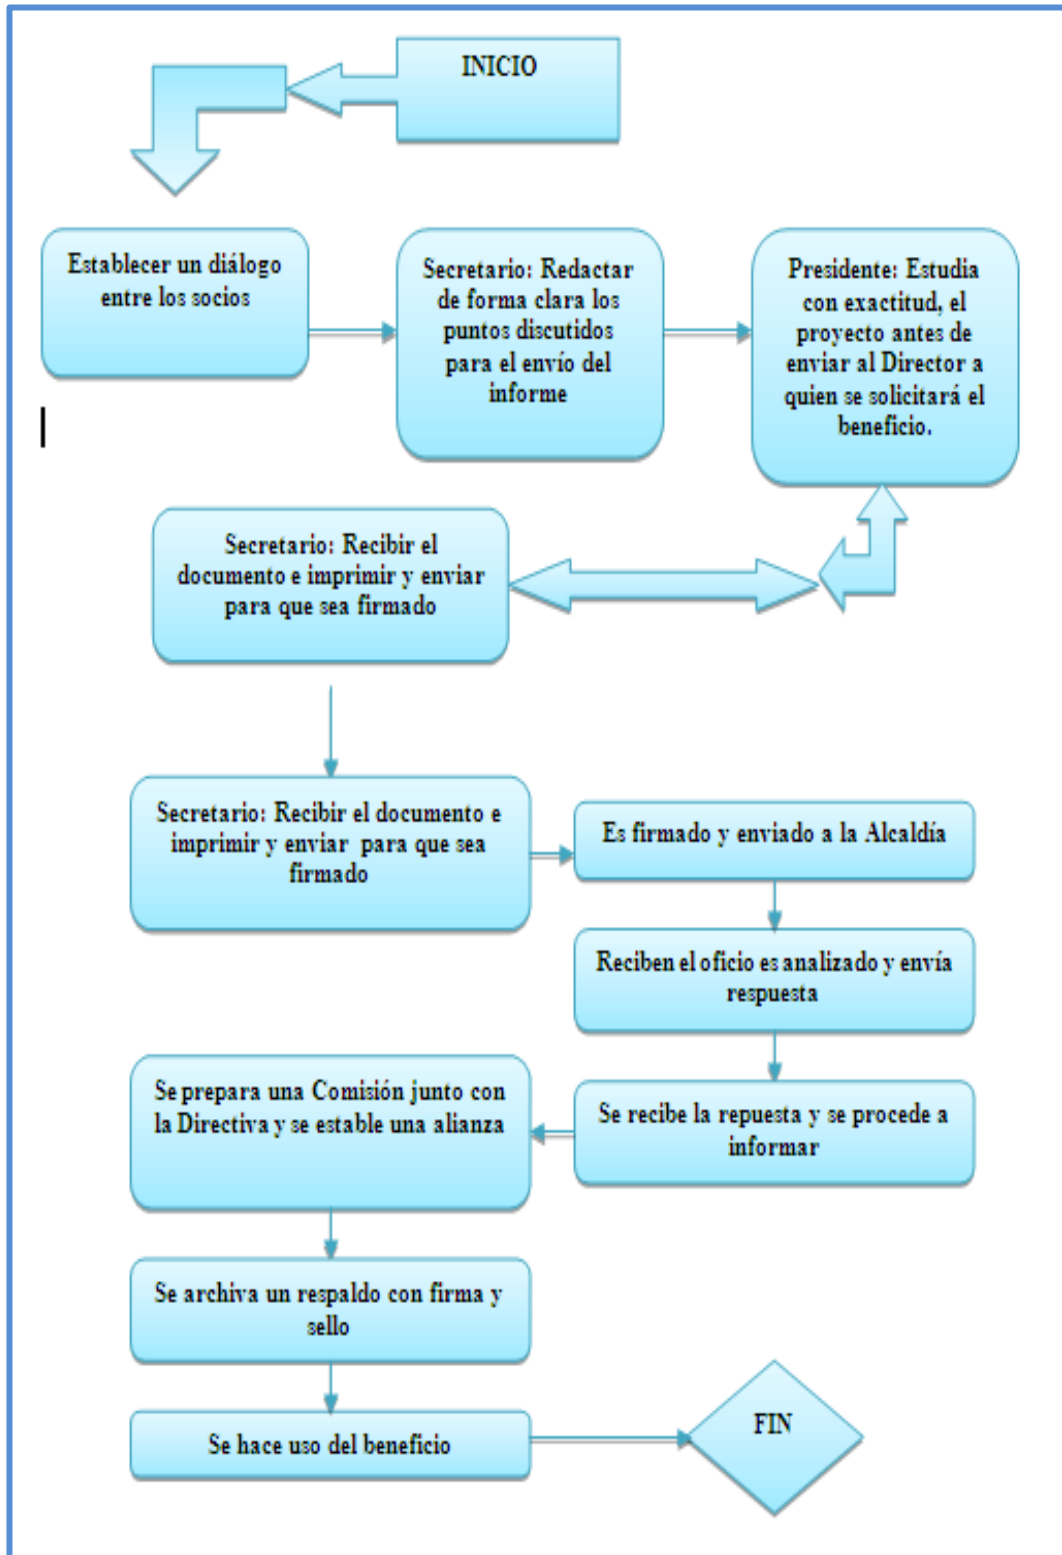 INICIO
Establecer un diálogo
entre los socios
Secretario: Redactar
de forma clara los
puntos discutidos
para el envío del
informe
Presidente: Estudia
con exactitud, el
proyecto antes de
enviar al Director a
quien se solicitará el
beneficio.
Secretario: Recibir el
documento e imprimir y enviar
para que sea firmado
Secretario: Recibir el documento e
imprimir y enviar para que sea
firmado
Es firmado y enviado a la Alcaldía
Reciben el oficio es analizado y envía
respuesta
Se recibe la repuesta y se procede a
informar
Se prepara una Comisión junto con
la Directiva y se estable una alianza
Se archiva un respaldo con firma y
sello
Se hace uso del beneficio
FIN